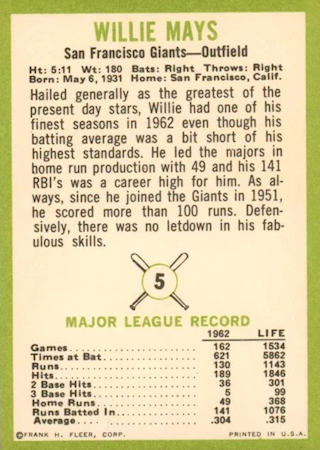 WILLIE MAYS
San Francisco Giants—Outfield
Ht: 5:11 Wt: 180 Bats: Right Throws: Right
Born: May 6, 1931 Home: San Francisco, Calif.
Hailed generally as the greatest of the
present day stars, Willie had one of his
finest seasons in 1962 even though his
batting average was a bit short of his
highest standards. He led the majors in
home run production with 49 and his 141
RBI's was a career high for him. As al-
ways, since he joined the Giants in 1951,
he scored more than 100 runs. Defen-
sively, there was no letdown in his fab-
ulous skills.
5
MAJOR LEAGUE RECORD
1962 LIFE
Games 162 1534
Times at Bat 621 5862
Runs 130 1143
Hits 189 1846
2 Base Hits 36 301
3 Base Hits 5 99
Home Runs 49 368
Runs Batted In 141 1076
Average .304 .315
©FRANK H. FLEER, CORP. PRINTED IN U.S.A.